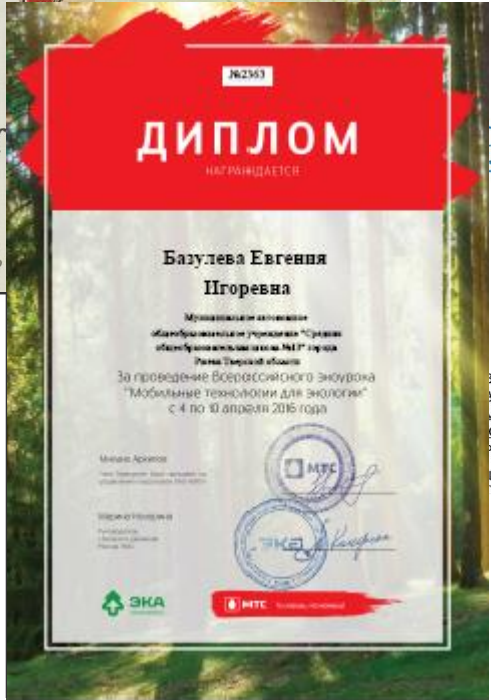 №2363
ДИПЛОМ
НАГРАЖДАЕТСЯ
Базулева Евгения
Игоревна
Муниципальное автономное
общеобразовательное учреждение "Средняя
общеобразовательная школа №13" города
Ржева Тверской области
За проведение Всероссийского экоурока
"Мобильные технологии для экологии"
с 4 по 10 апреля 2016 года
МТС
ЭКА
ЭКА
МТС